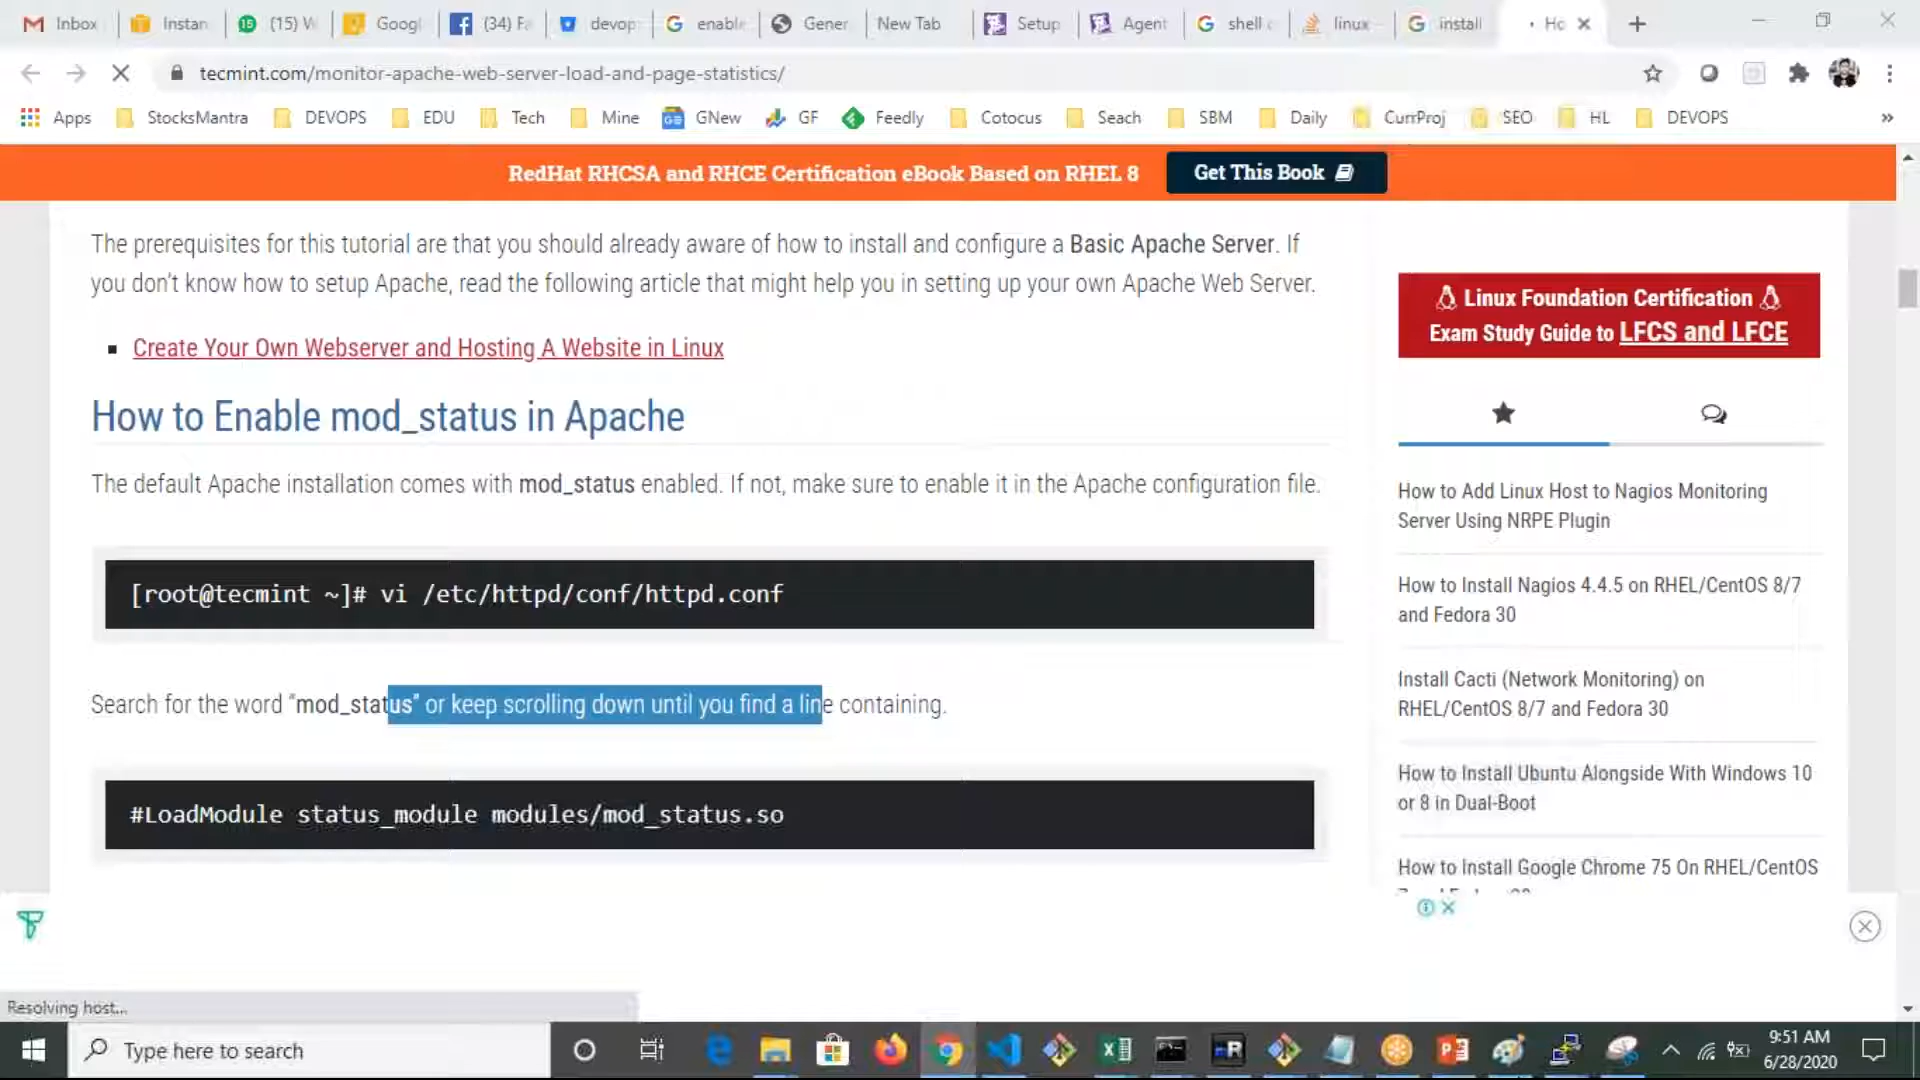 Inbox
Instan
(15) W
Googl
(34) Fa
devop
enable
Gener
New Tab
Setup
Agent
shell c
linux
install
Ho
tecmint.com/monitor-apache-web-server-load-and-page-statistics/
Apps
StocksMantra
DEVOPS
EDU
Tech
Mine
GNew
GF
Feedly
Cotocus
Seach
SBM
Daily
CurrProj
SEO
HL
DEVOPS
»
RedHat RHCSA and RHCE Certification eBook Based on RHEL 8
Get This Book
The prerequisites for this tutorial are that you should already aware of how to install and configure a Basic Apache Server. If
you don't know how to setup Apache, read the following article that might help you in setting up your own Apache Web Server.
Create Your Own Webserver and Hosting A Website in Linux
How to Enable mod_status in Apache
The default Apache installation comes with mod_status enabled. If not, make sure to enable it in the Apache configuration file.
[root@tecmint ~]# vi /etc/httpd/conf/httpd.conf
Search for the word “mod_status” or keep scrolling down until you find a line containing.
#LoadModule status_module modules/mod_status.so
Linux Foundation Certification
Exam Study Guide to LFCS and LFCE
How to Add Linux Host to Nagios Monitoring
Server Using NRPE Plugin
How to Install Nagios 4.4.5 on RHEL/CentOS 8/7
and Fedora 30
Install Cacti (Network Monitoring) on
RHEL/CentOS 8/7 and Fedora 30
How to Install Ubuntu Alongside With Windows 10
or 8 in Dual-Boot
How to Install Google Chrome 75 On RHEL/CentOS
Resolving host...
Type here to search
9:51 AM
6/28/2020